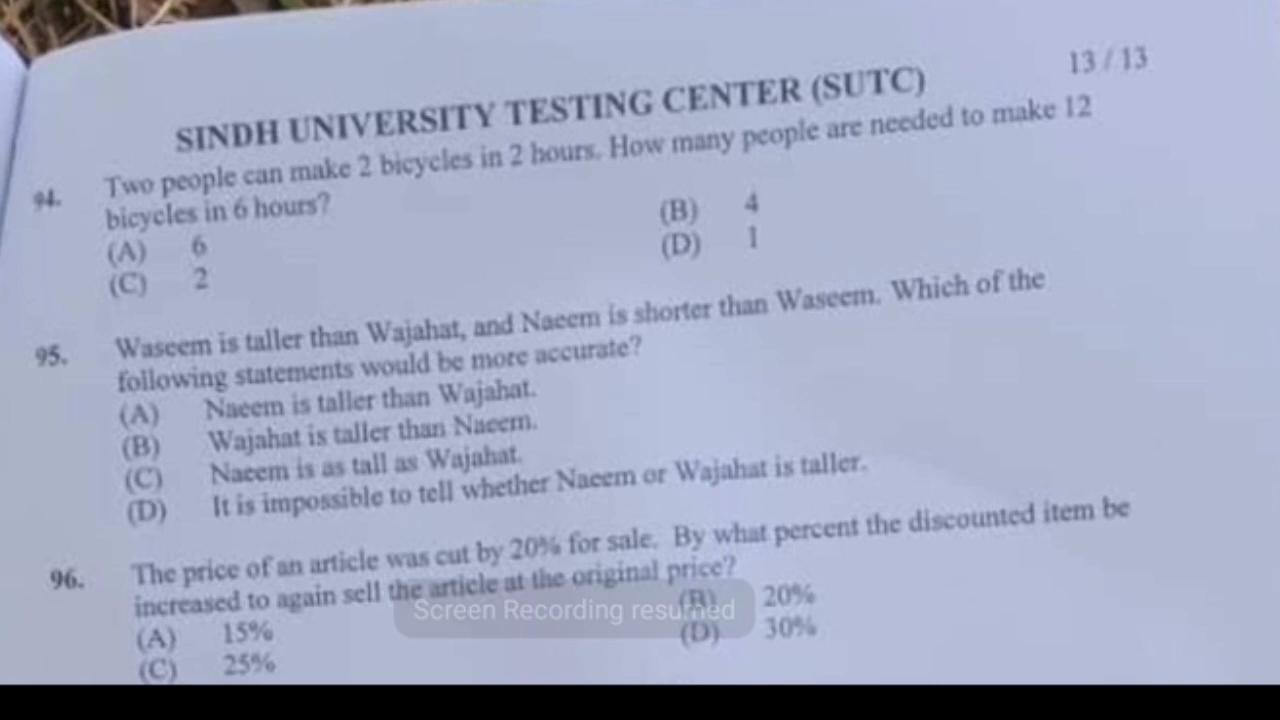 13 / 13
SINDH UNIVERSITY TESTING CENTER (SUTC)
94. Two people can make 2 bicycles in 2 hours. How many people are needed to make 12
bicycles in 6 hours?
(A) 6 (B) 4
(C) 2 (D) 1
95. Waseem is taller than Wajahat, and Naeem is shorter than Waseem. Which of the
following statements would be more accurate?
(A) Naeem is taller than Wajahat.
(B) Wajahat is taller than Naeem.
(C) Naeem is as tall as Wajahat.
(D) It is impossible to tell whether Naeem or Wajahat is taller.
96. The price of an article was cut by 20% for sale. By what percent the discounted item be
increased to again sell the article at the original price?
Screen Recording resumed
(A) 15% (B) 20%
(C) 25% (D) 30%